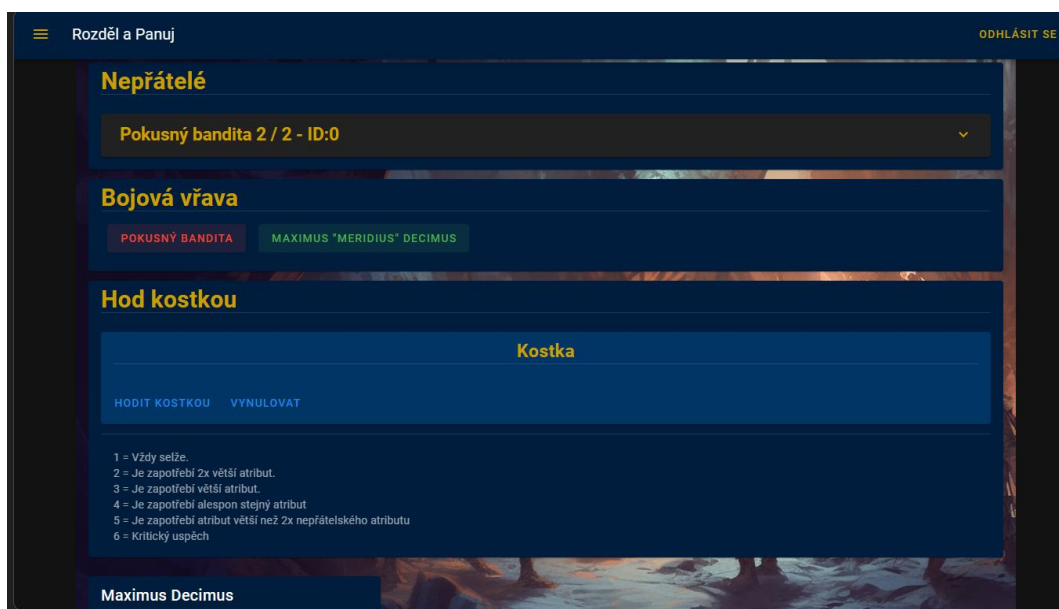 Rozděl a Panuj
ODHLÁSIT SE
Nepřátelé
Pokusný bandita 2 / 2 - ID:0
Bojová vřava
POKUSNÝ BANDITA
MAXIMUS "MERIDIUS" DECIMUS
Hod kostkou
Kostka
HODIT KOSTKOU
VYNULOVAT
1 = Vždy selže.
2 = Je zapotřebí 2x větší atribut.
3 = Je zapotřebí větší atribut.
4 = Je zapotřebí alespon stejný atribut
5 = Je zapotřebí atribut větší než 2x nepřátelského atributu
6 = Kritický uspěch
Maximus Decimus